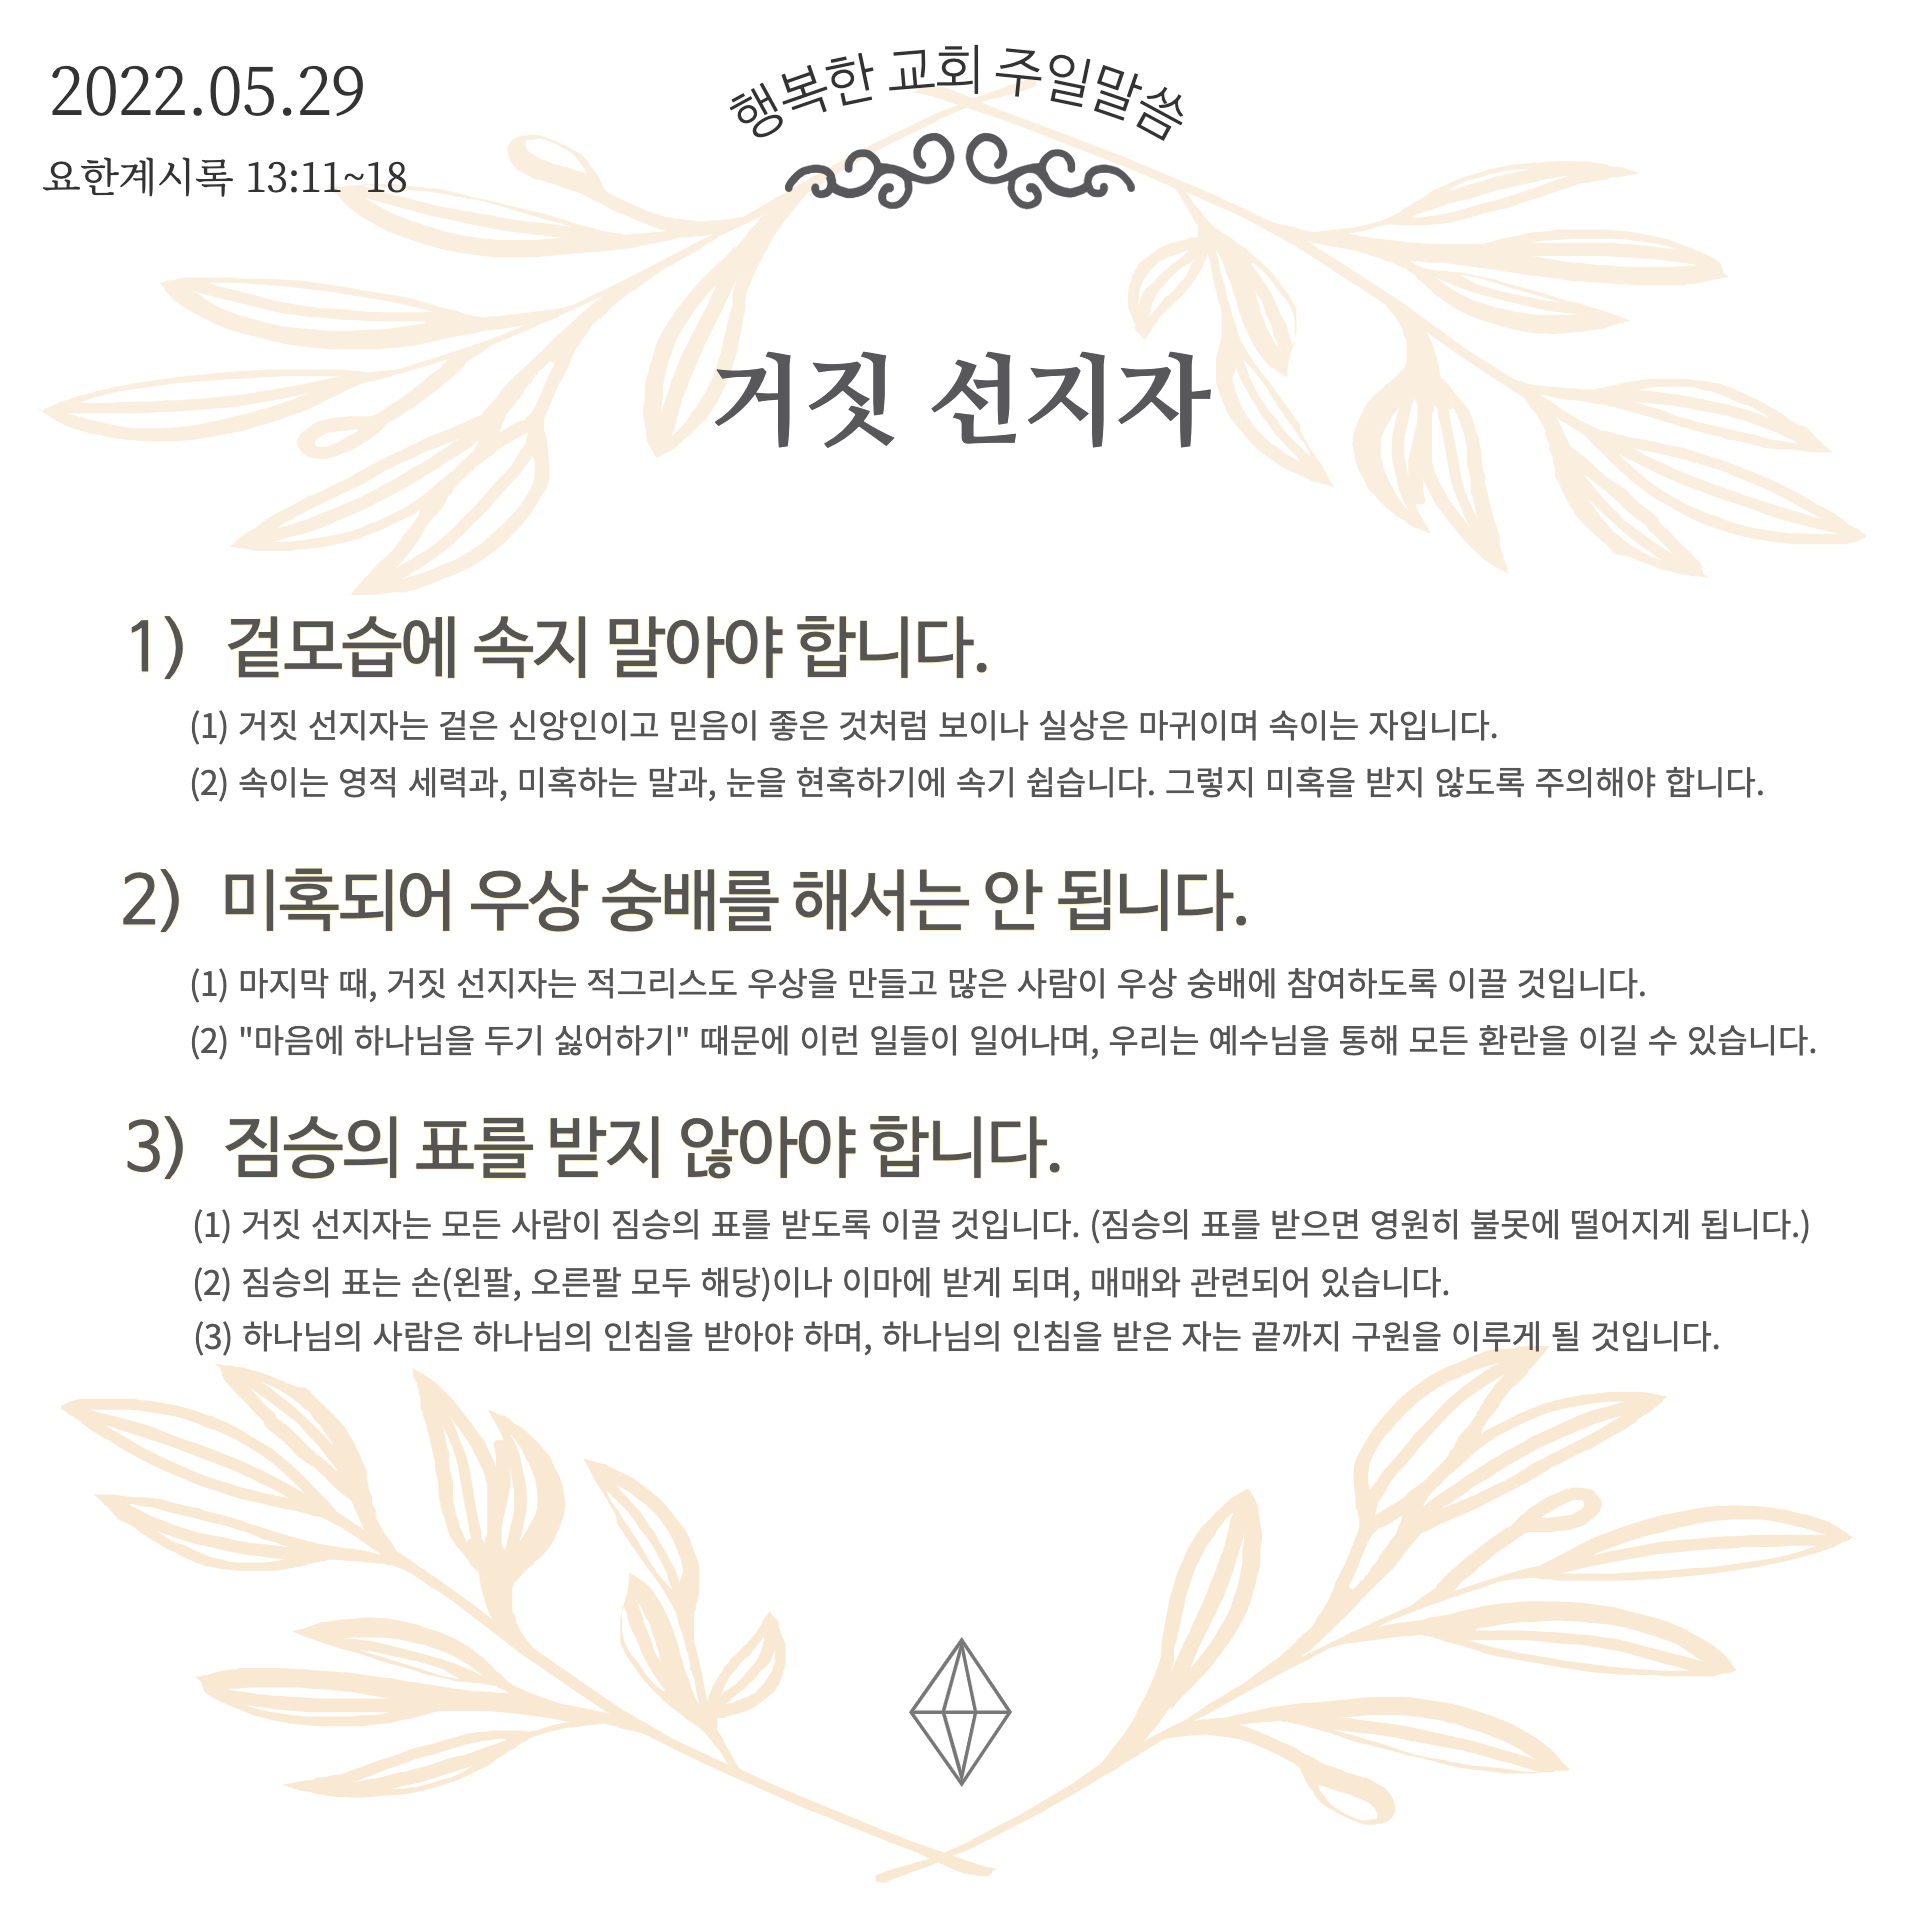 2022.05.29
행복한 교회 주일말씀
요한계시록 13:11~18
거짓 선지자
1) 겉모습에 속지 말아야 합니다.
(1) 거짓 선지자는 겉은 신앙인이고 믿음이 좋은 것처럼 보이나 실상은 마귀이며 속이는 자입니다.
(2) 속이는 영적 세력과, 미혹하는 말과, 눈을 현혹하기에 속기 쉽습니다. 그렇지 미혹을 받지 않도록 주의해야 합니다.
2) 미혹되어 우상 숭배를 해서는 안 됩니다.
(1) 마지막 때, 거짓 선지자는 적그리스도 우상을 만들고 많은 사람이 우상 숭배에 참여하도록 이끌 것입니다.
(2) "마음에 하나님을 두기 싫어하기" 때문에 이런 일들이 일어나며, 우리는 예수님을 통해 모든 환란을 이길 수 있습니다.
3) 짐승의 표를 받지 않아야 합니다.
(1) 거짓 선지자는 모든 사람이 짐승의 표를 받도록 이끌 것입니다. (짐승의 표를 받으면 영원히 불못에 떨어지게 됩니다.)
(2) 짐승의 표는 손(왼팔, 오른팔 모두 해당)이나 이마에 받게 되며, 매매와 관련되어 있습니다.
(3) 하나님의 사람은 하나님의 인침을 받아야 하며, 하나님의 인침을 받은 자는 끝까지 구원을 이루게 될 것입니다.